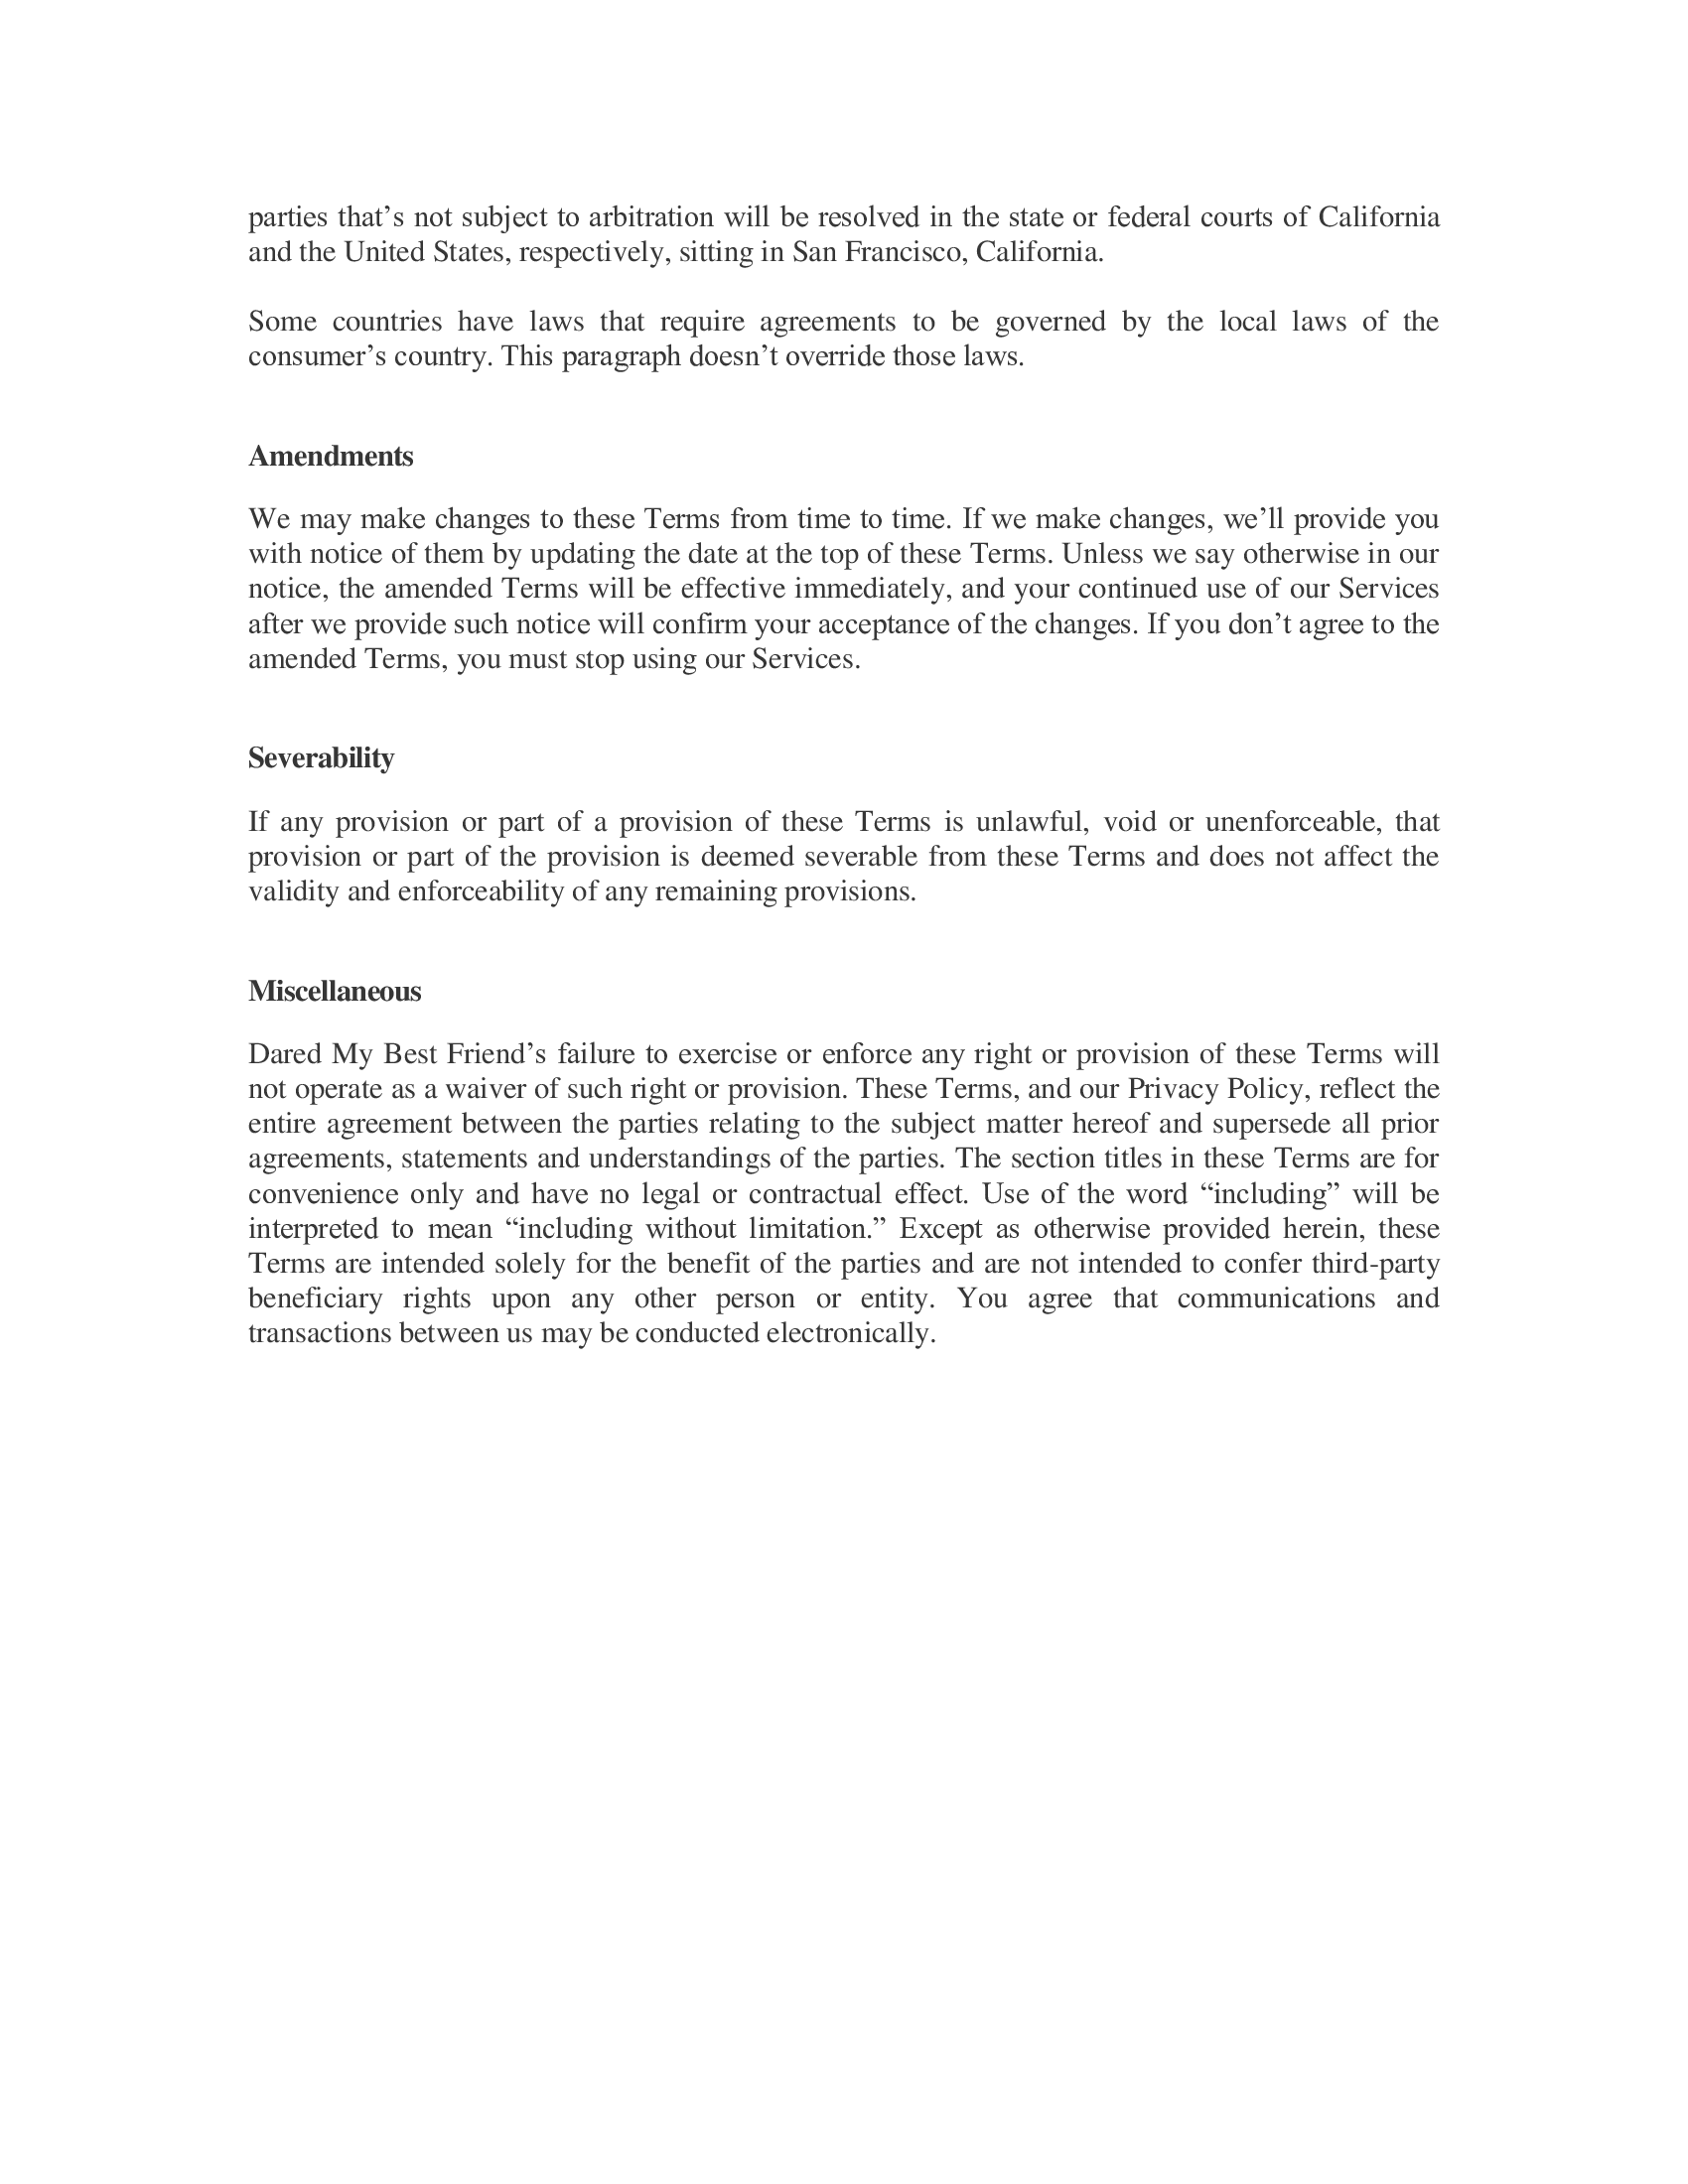 parties that’s not subject to arbitration will be resolved in the state or federal courts of California
and the United States, respectively, sitting in San Francisco, California.
Some countries have laws that require agreements to be governed by the local laws of the
consumer’s country. This paragraph doesn’t override those laws.
Amendments
We may make changes to these Terms from time to time. If we make changes, we’ll provide you
with notice of them by updating the date at the top of these Terms. Unless we say otherwise in our
notice, the amended Terms will be effective immediately, and your continued use of our Services
after we provide such notice will confirm your acceptance of the changes. If you don’t agree to the
amended Terms, you must stop using our Services.
Severability
If any provision or part of a provision of these Terms is unlawful, void or unenforceable, that
provision or part of the provision is deemed severable from these Terms and does not affect the
validity and enforceability of any remaining provisions.
Miscellaneous
Dared My Best Friend’s failure to exercise or enforce any right or provision of these Terms will
not operate as a waiver of such right or provision. These Terms, and our Privacy Policy, reflect the
entire agreement between the parties relating to the subject matter hereof and supersede all prior
agreements, statements and understandings of the parties. The section titles in these Terms are for
convenience only and have no legal or contractual effect. Use of the word “including” will be
interpreted to mean “including without limitation.” Except as otherwise provided herein, these
Terms are intended solely for the benefit of the parties and are not intended to confer third-party
beneficiary rights upon any other person or entity. You agree that communications and
transactions between us may be conducted electronically.